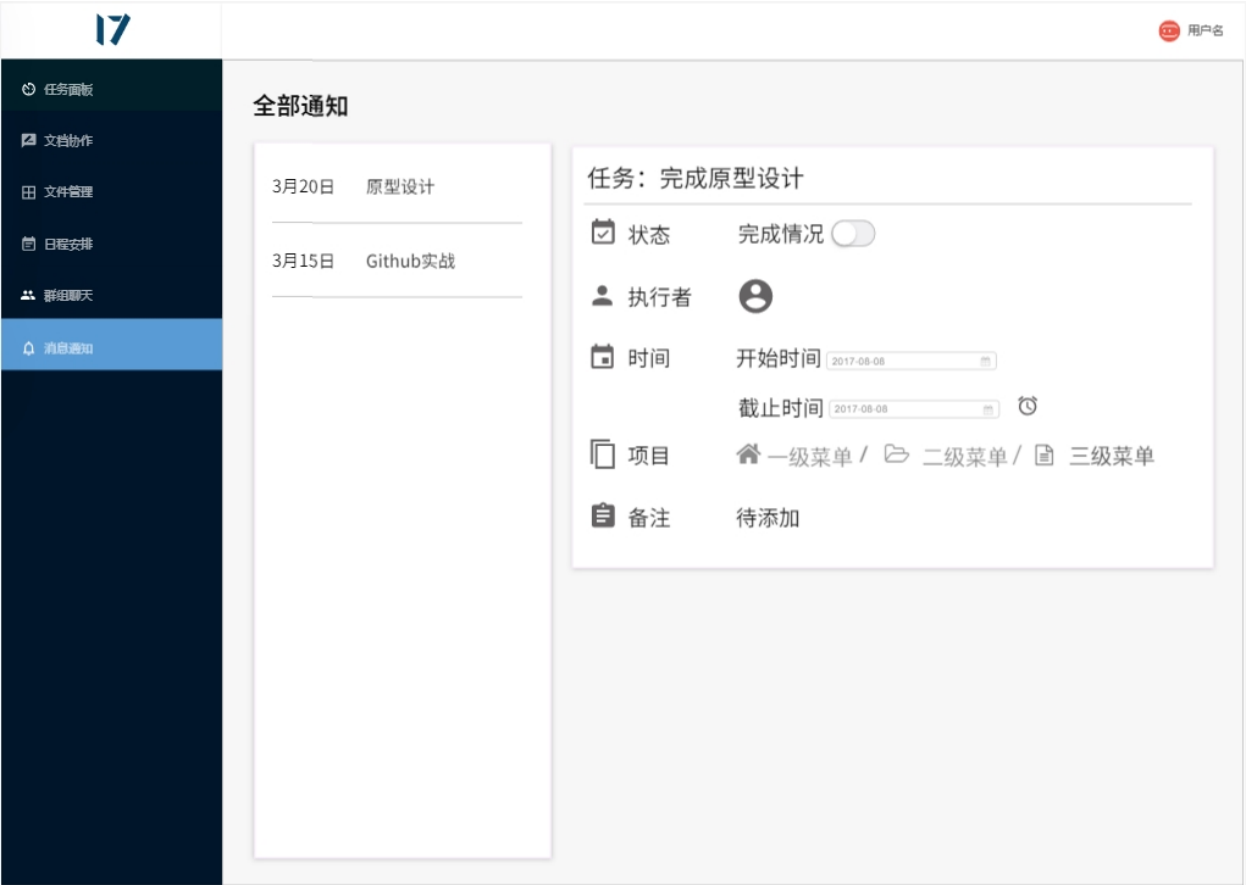 17
用户名
任务面板
文档协作
文件管理
日程安排
群组聊天
消息通知
全部通知
3月20日 原型设计
3月15日 Github实战
任务：完成原型设计
状态 完成情况
执行者
时间 开始时间 2017-08-08
截止时间 2017-08-08
项目 一级菜单 / 二级菜单 / 三级菜单
备注 待添加